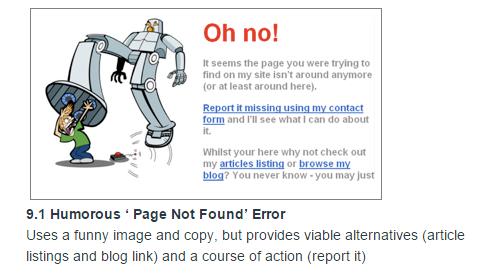 Oh no!
It seems the page you were trying to
find on my site isn't around anymore
(or at least around here).
Report it missing using my contact
form and I'll see what I can do about
it.
Whilst your here why not check out
my articles listing or browse my
blog? You never know - you may just
9.1 Humorous ‘ Page Not Found’ Error
Uses a funny image and copy, but provides viable alternatives (article
listings and blog link) and a course of action (report it)